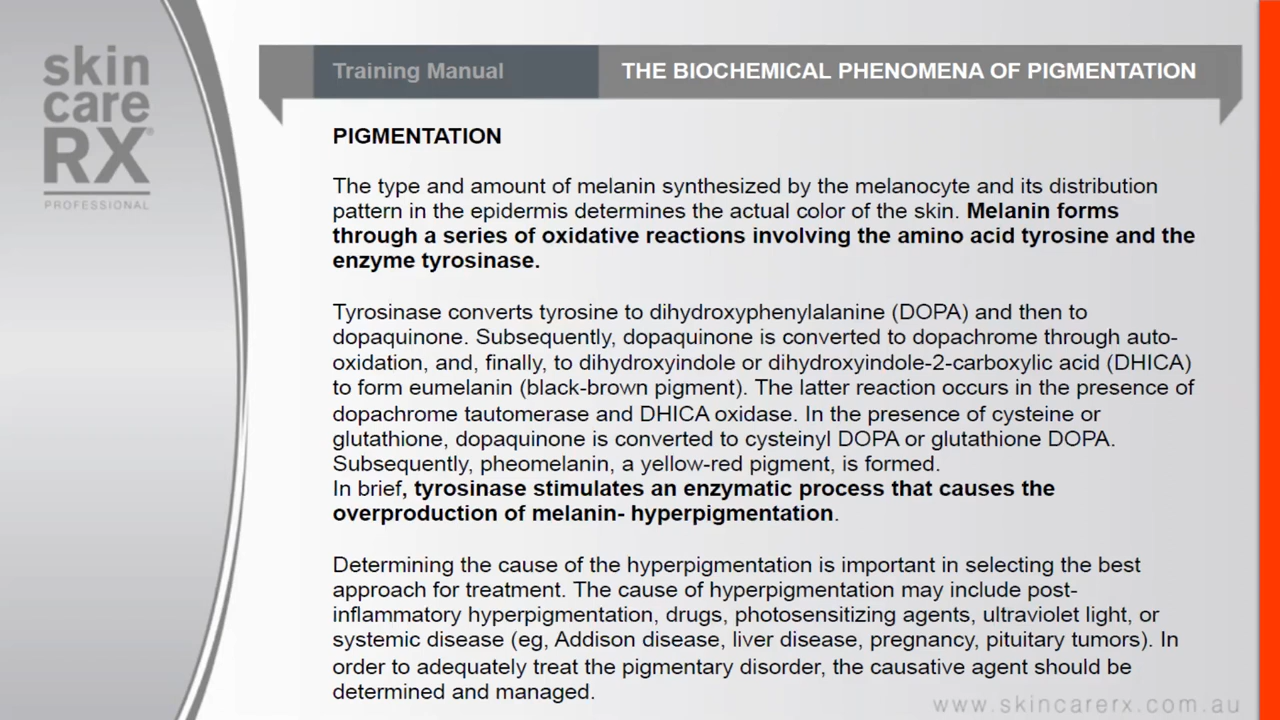 skin
care
RX®
PROFESSIONAL
Training Manual
THE BIOCHEMICAL PHENOMENA OF PIGMENTATION
PIGMENTATION
The type and amount of melanin synthesized by the melanocyte and its distribution
pattern in the epidermis determines the actual color of the skin. Melanin forms
through a series of oxidative reactions involving the amino acid tyrosine and the
enzyme tyrosinase.
Tyrosinase converts tyrosine to dihydroxyphenylalanine (DOPA) and then to
dopaquinone. Subsequently, dopaquinone is converted to dopachrome through auto-
oxidation, and, finally, to dihydroxyindole or dihydroxyindole-2-carboxylic acid (DHICA)
to form eumelanin (black-brown pigment). The latter reaction occurs in the presence of
dopachrome tautomerase and DHICA oxidase. In the presence of cysteine or
glutathione, dopaquinone is converted to cysteinyl DOPA or glutathione DOPA.
Subsequently, pheomelanin, a yellow-red pigment, is formed.
In brief, tyrosinase stimulates an enzymatic process that causes the
overproduction of melanin- hyperpigmentation.
Determining the cause of the hyperpigmentation is important in selecting the best
approach for treatment. The cause of hyperpigmentation may include post-
inflammatory hyperpigmentation, drugs, photosensitizing agents, ultraviolet light, or
systemic disease (eg, Addison disease, liver disease, pregnancy, pituitary tumors). In
order to adequately treat the pigmentary disorder, the causative agent should be
determined and managed.
www.skincarerx.com.au